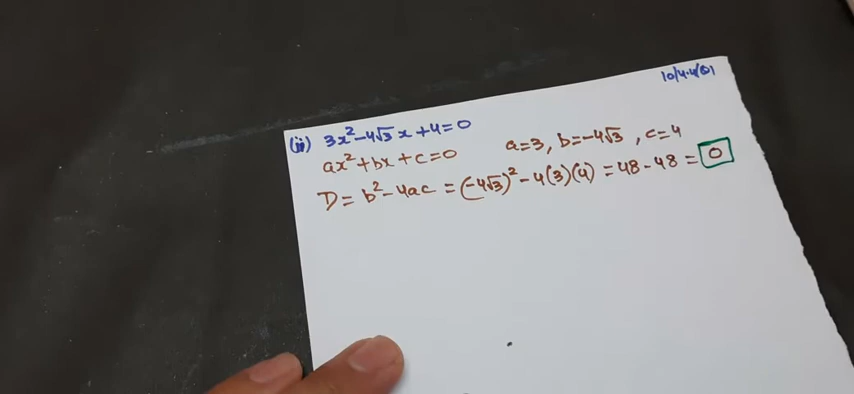 10/4.4/Q1
(ii) 3x²-4√3 x+4=0
ax²+bx+c=0 a=3, b=-4√3, c=4
D= b²-4ac = (-4√3)²-4(3)(4) = 48-48 = 0